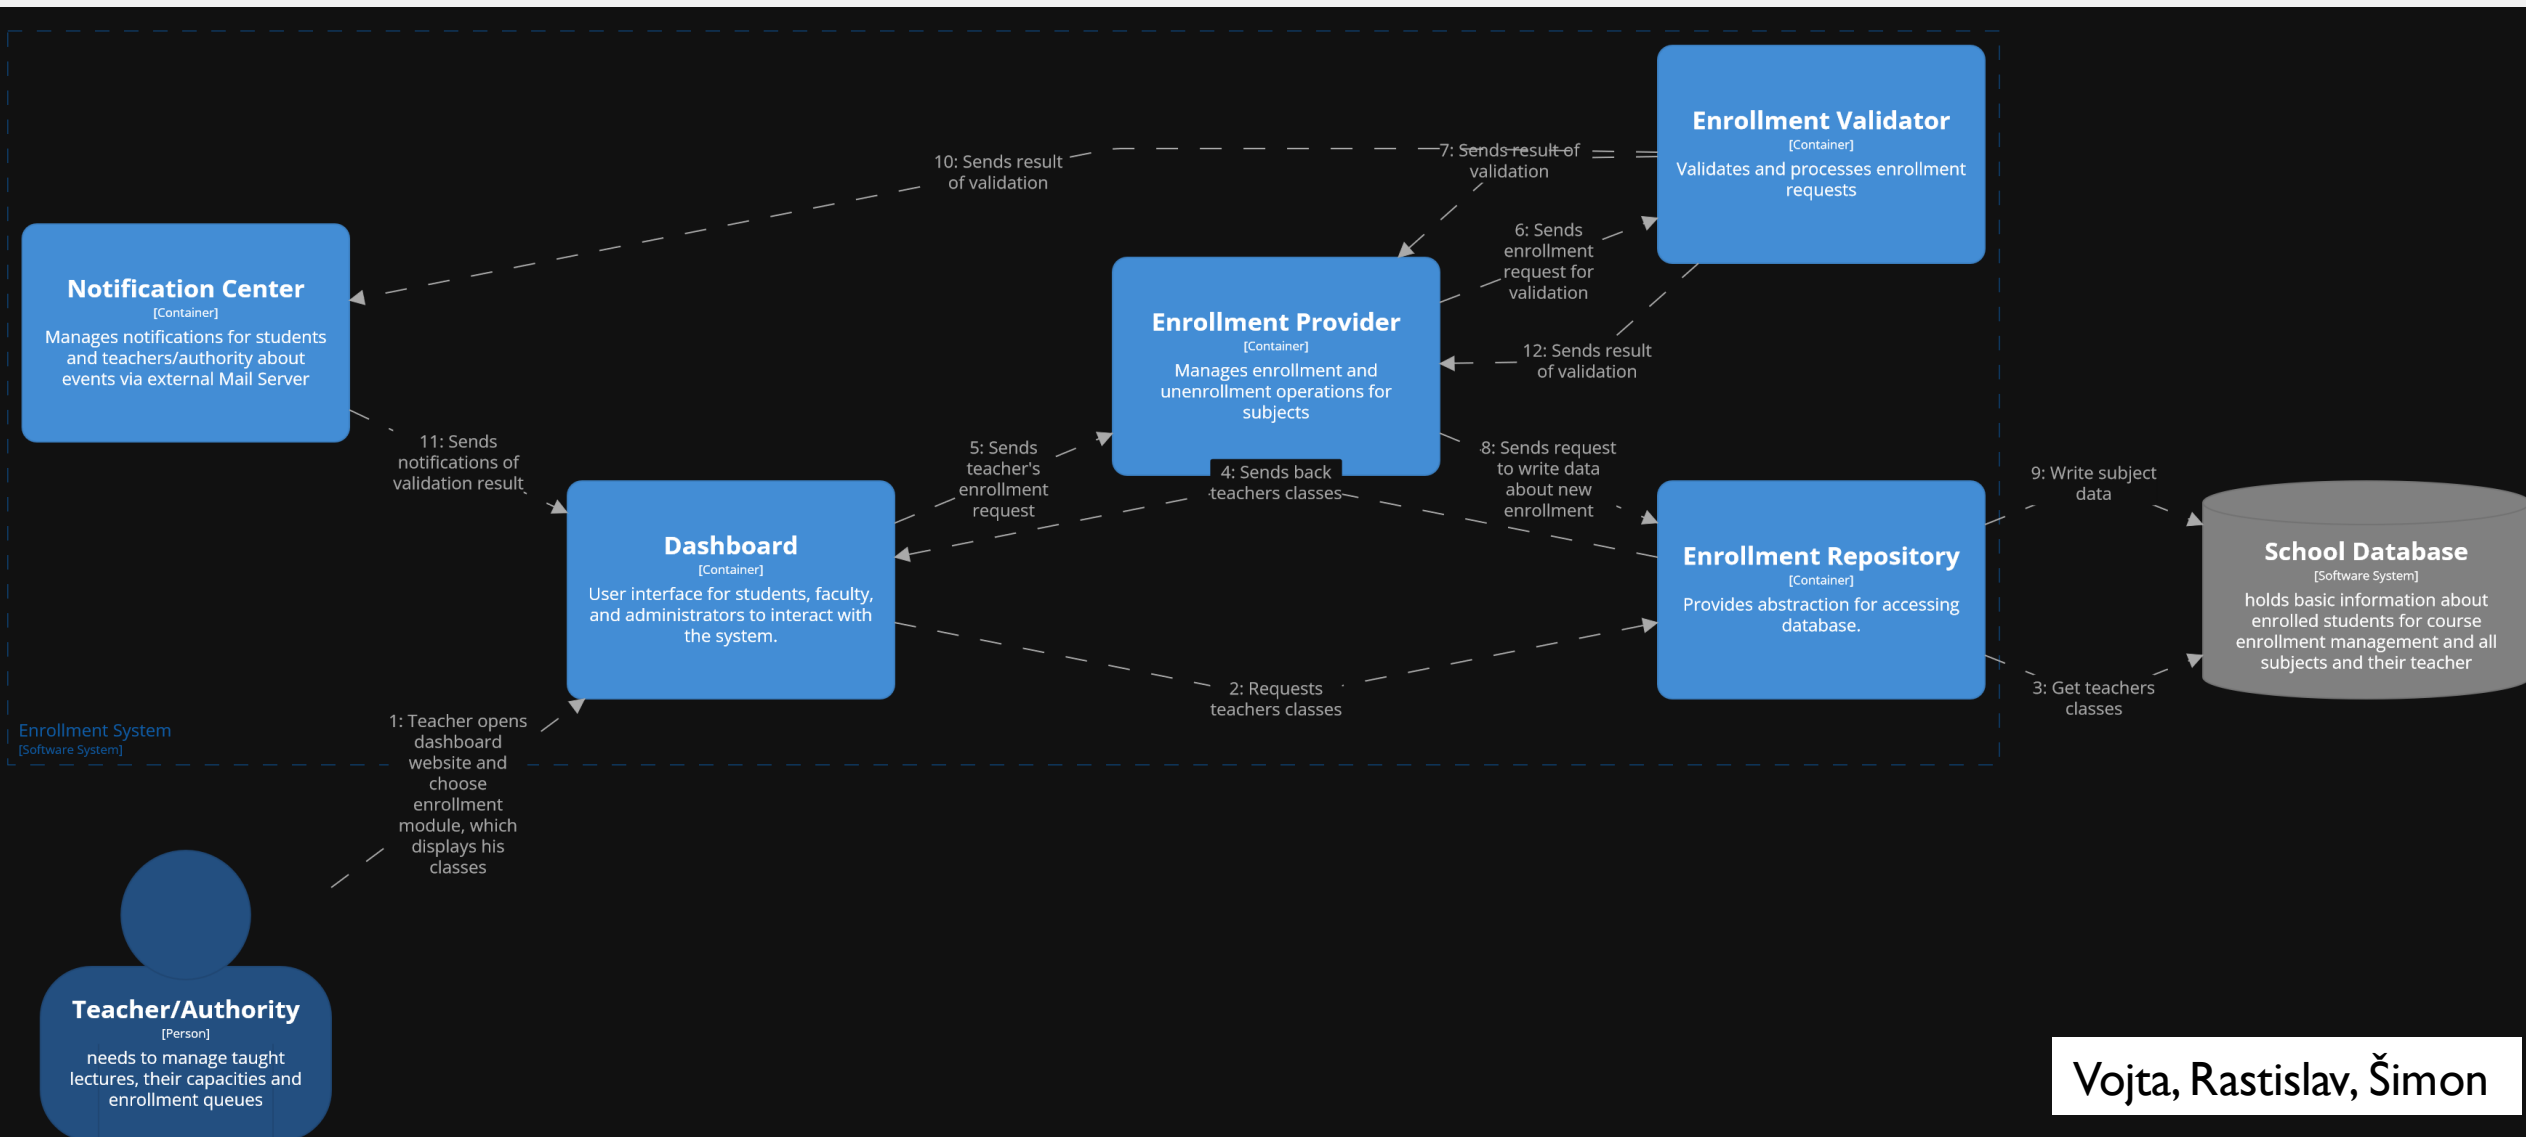 Enrollment Validator
[Container]
Validates and processes enrollment
requests
10: Sends result
of validation
7: Sends result of
validation
6: Sends
enrollment
request for
validation
Notification Center
[Container]
Manages notifications for students
and teachers/authority about
events via external Mail Server
Enrollment Provider
[Container]
Manages enrollment and
unenrollment operations for
subjects
12: Sends result
of validation
11: Sends
notifications of
validation result
5: Sends
teacher's
enrollment
request
4: Sends back
teachers classes
8: Sends request
to write data
about new
enrollment
9: Write subject
data
Dashboard
[Container]
User interface for students, faculty,
and administrators to interact with
the system.
Enrollment Repository
[Container]
Provides abstraction for accessing
database.
School Database
[Software System]
holds basic information about
enrolled students for course
enrollment management and all
subjects and their teacher
2: Requests
teachers classes
3: Get teachers
classes
Enrollment System
[Software System]
1: Teacher opens
dashboard
website and
choose
enrollment
module, which
displays his
classes
Teacher/Authority
[Person]
needs to manage taught
lectures, their capacities and
enrollment queues
Vojta, Rastislav, Šimon